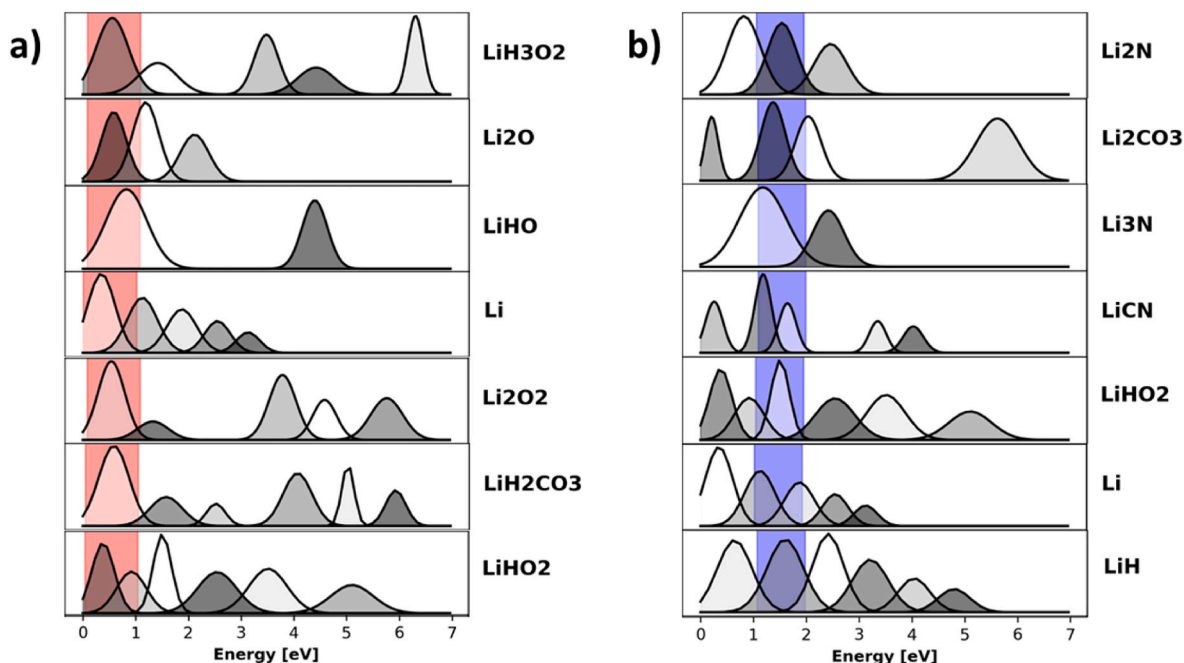 a)
LiH3O2
Li2O
LiHO
Li
Li2O2
LiH2CO3
LiHO2
0 1 2 3 4 5 6 7
Energy [eV]
b)
Li2N
Li2CO3
Li3N
LiCN
LiHO2
Li
LiH
0 1 2 3 4 5 6 7
Energy [eV]